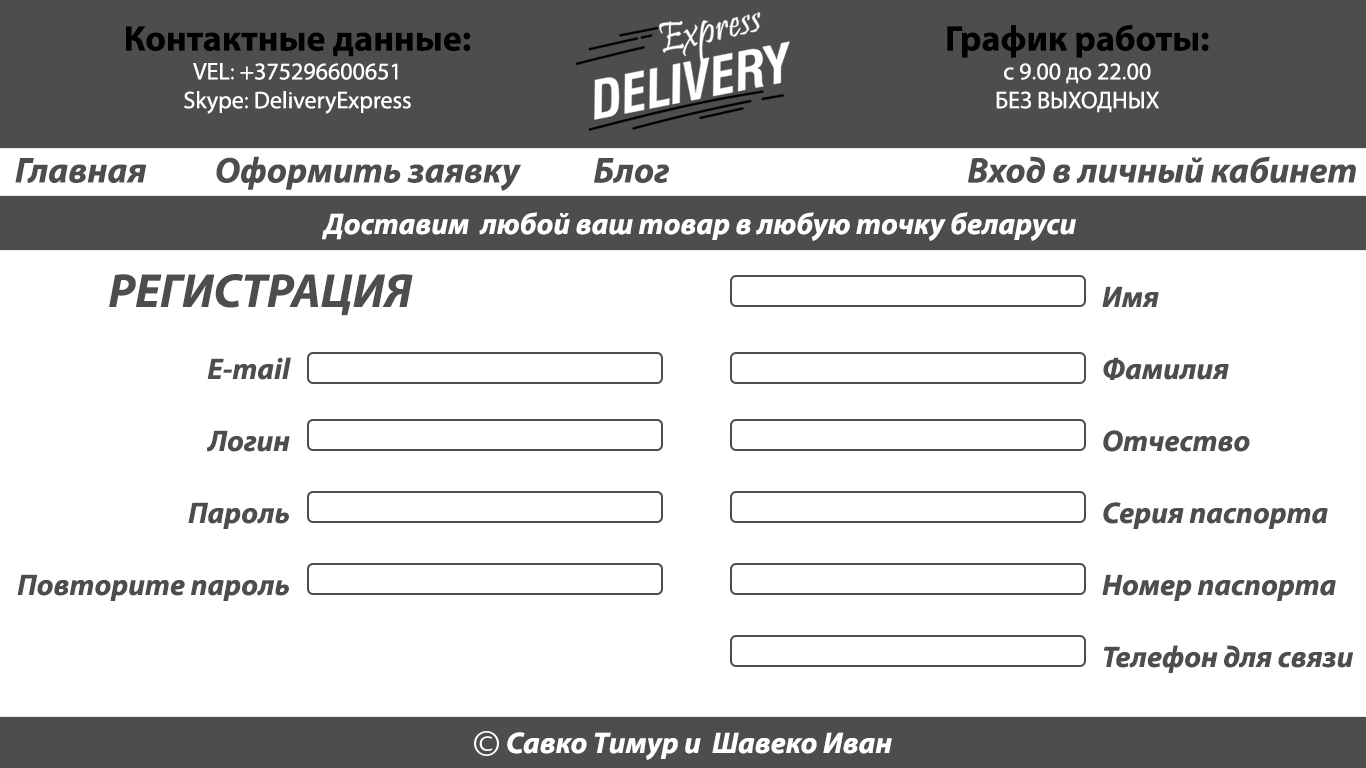 Контактные данные:
VEL: +375296600651
Skype: DeliveryExpress
Express
DELIVERY
График работы:
с 9.00 до 22.00
БЕЗ ВЫХОДНЫХ
Главная Оформить заявку Блог Вход в личный кабинет
Доставим любой ваш товар в любую точку беларуси
РЕГИСТРАЦИЯ
E-mail
Логин
Пароль
Повторите пароль
Имя
Фамилия
Отчество
Серия паспорта
Номер паспорта
Телефон для связи
© Савко Тимур и Шавеко Иван